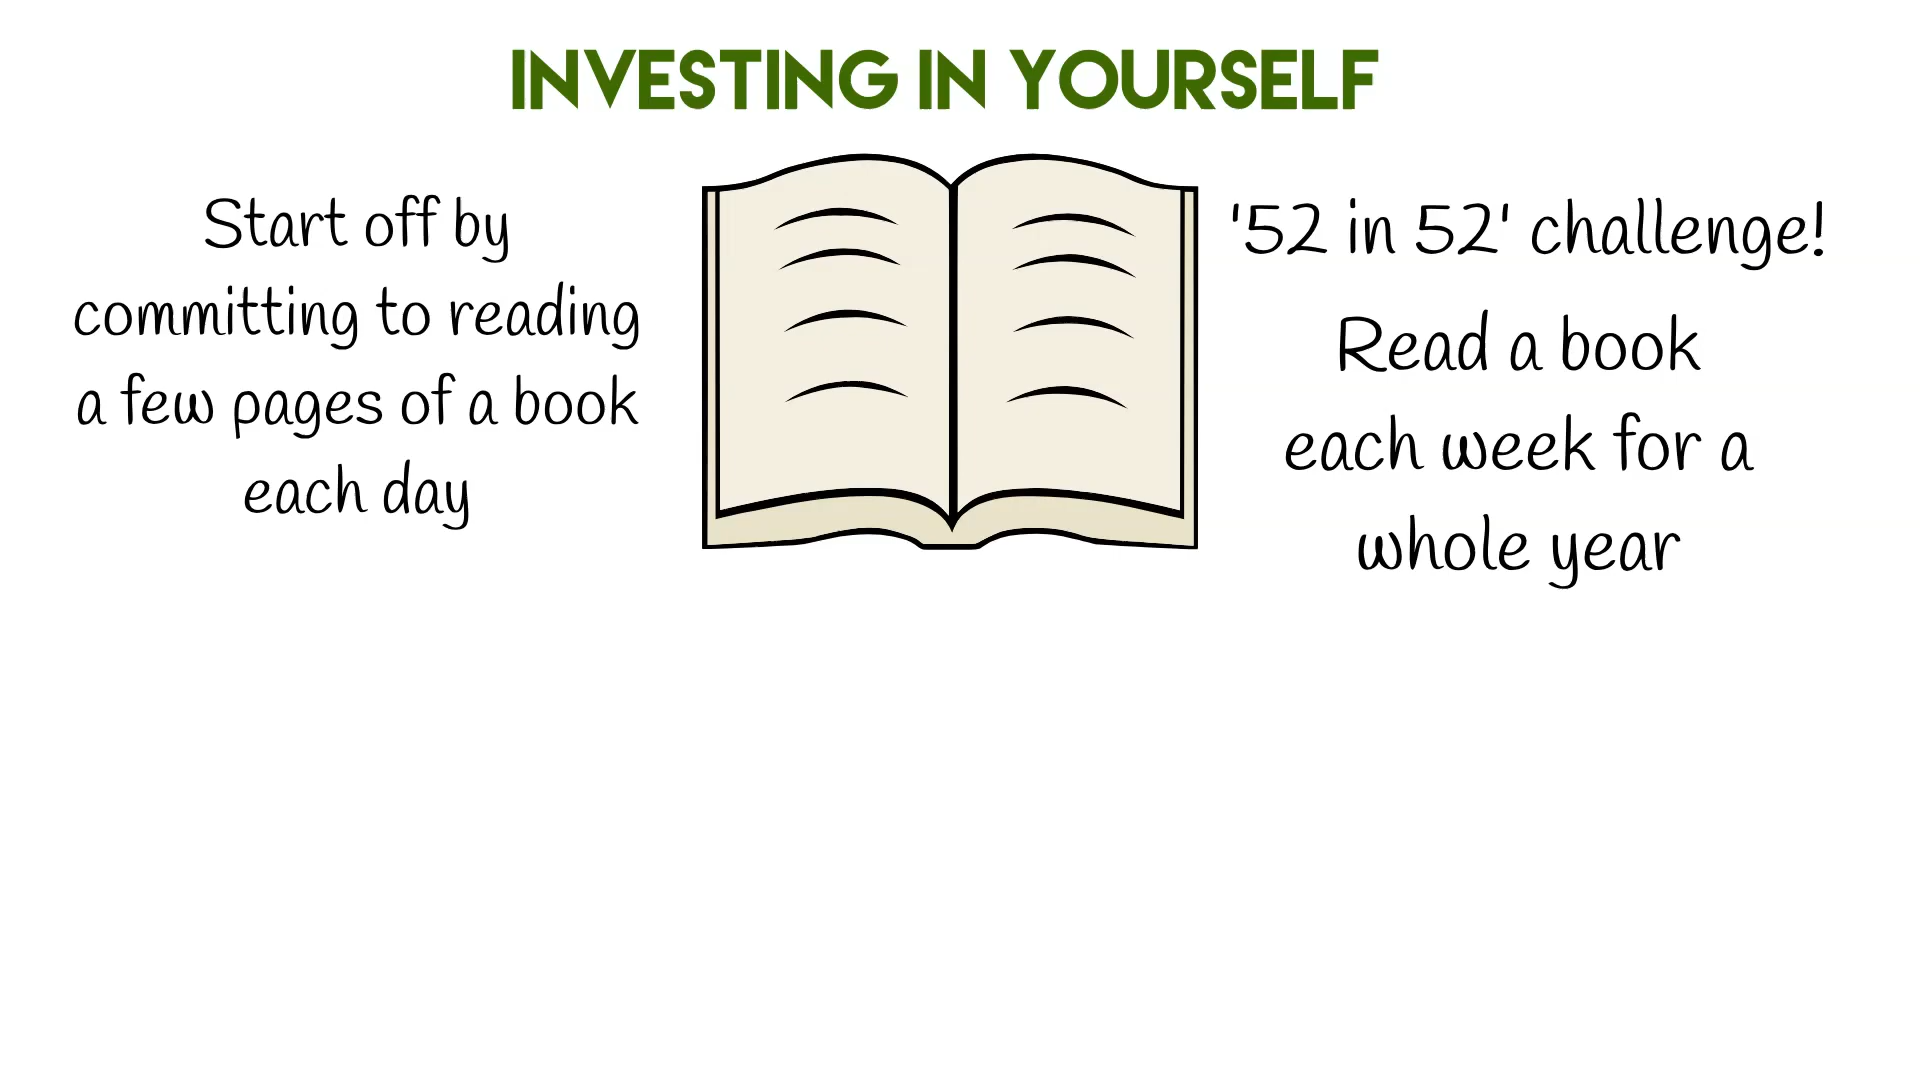 INVESTING IN YOURSELF
Start off by
committing to reading
a few pages of a book
each day
'52 in 52' challenge!
Read a book
each week for a
whole year